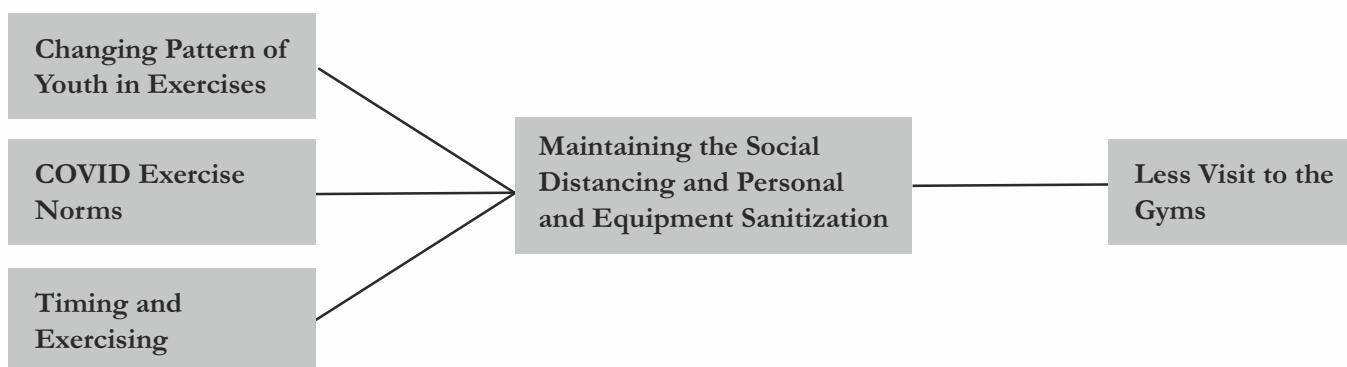 Changing Pattern of
Youth in Exercises
COVID Exercise
Norms
Timing and
Exercising
Maintaining the Social
Distancing and Personal
and Equipment Sanitization
Less Visit to the
Gyms